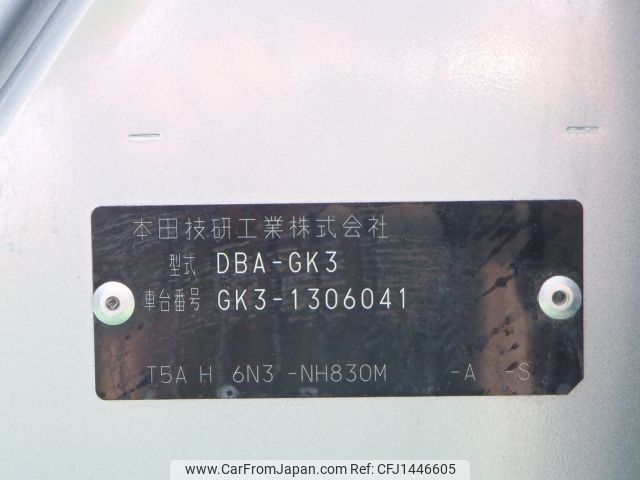 本田技研工業株式会社
型式 DBA-GK3
車台番号 GK3-1306041
T5A H 6N3 -NH830M -A -S
www.CarFromJapan.com - CFJ1446605